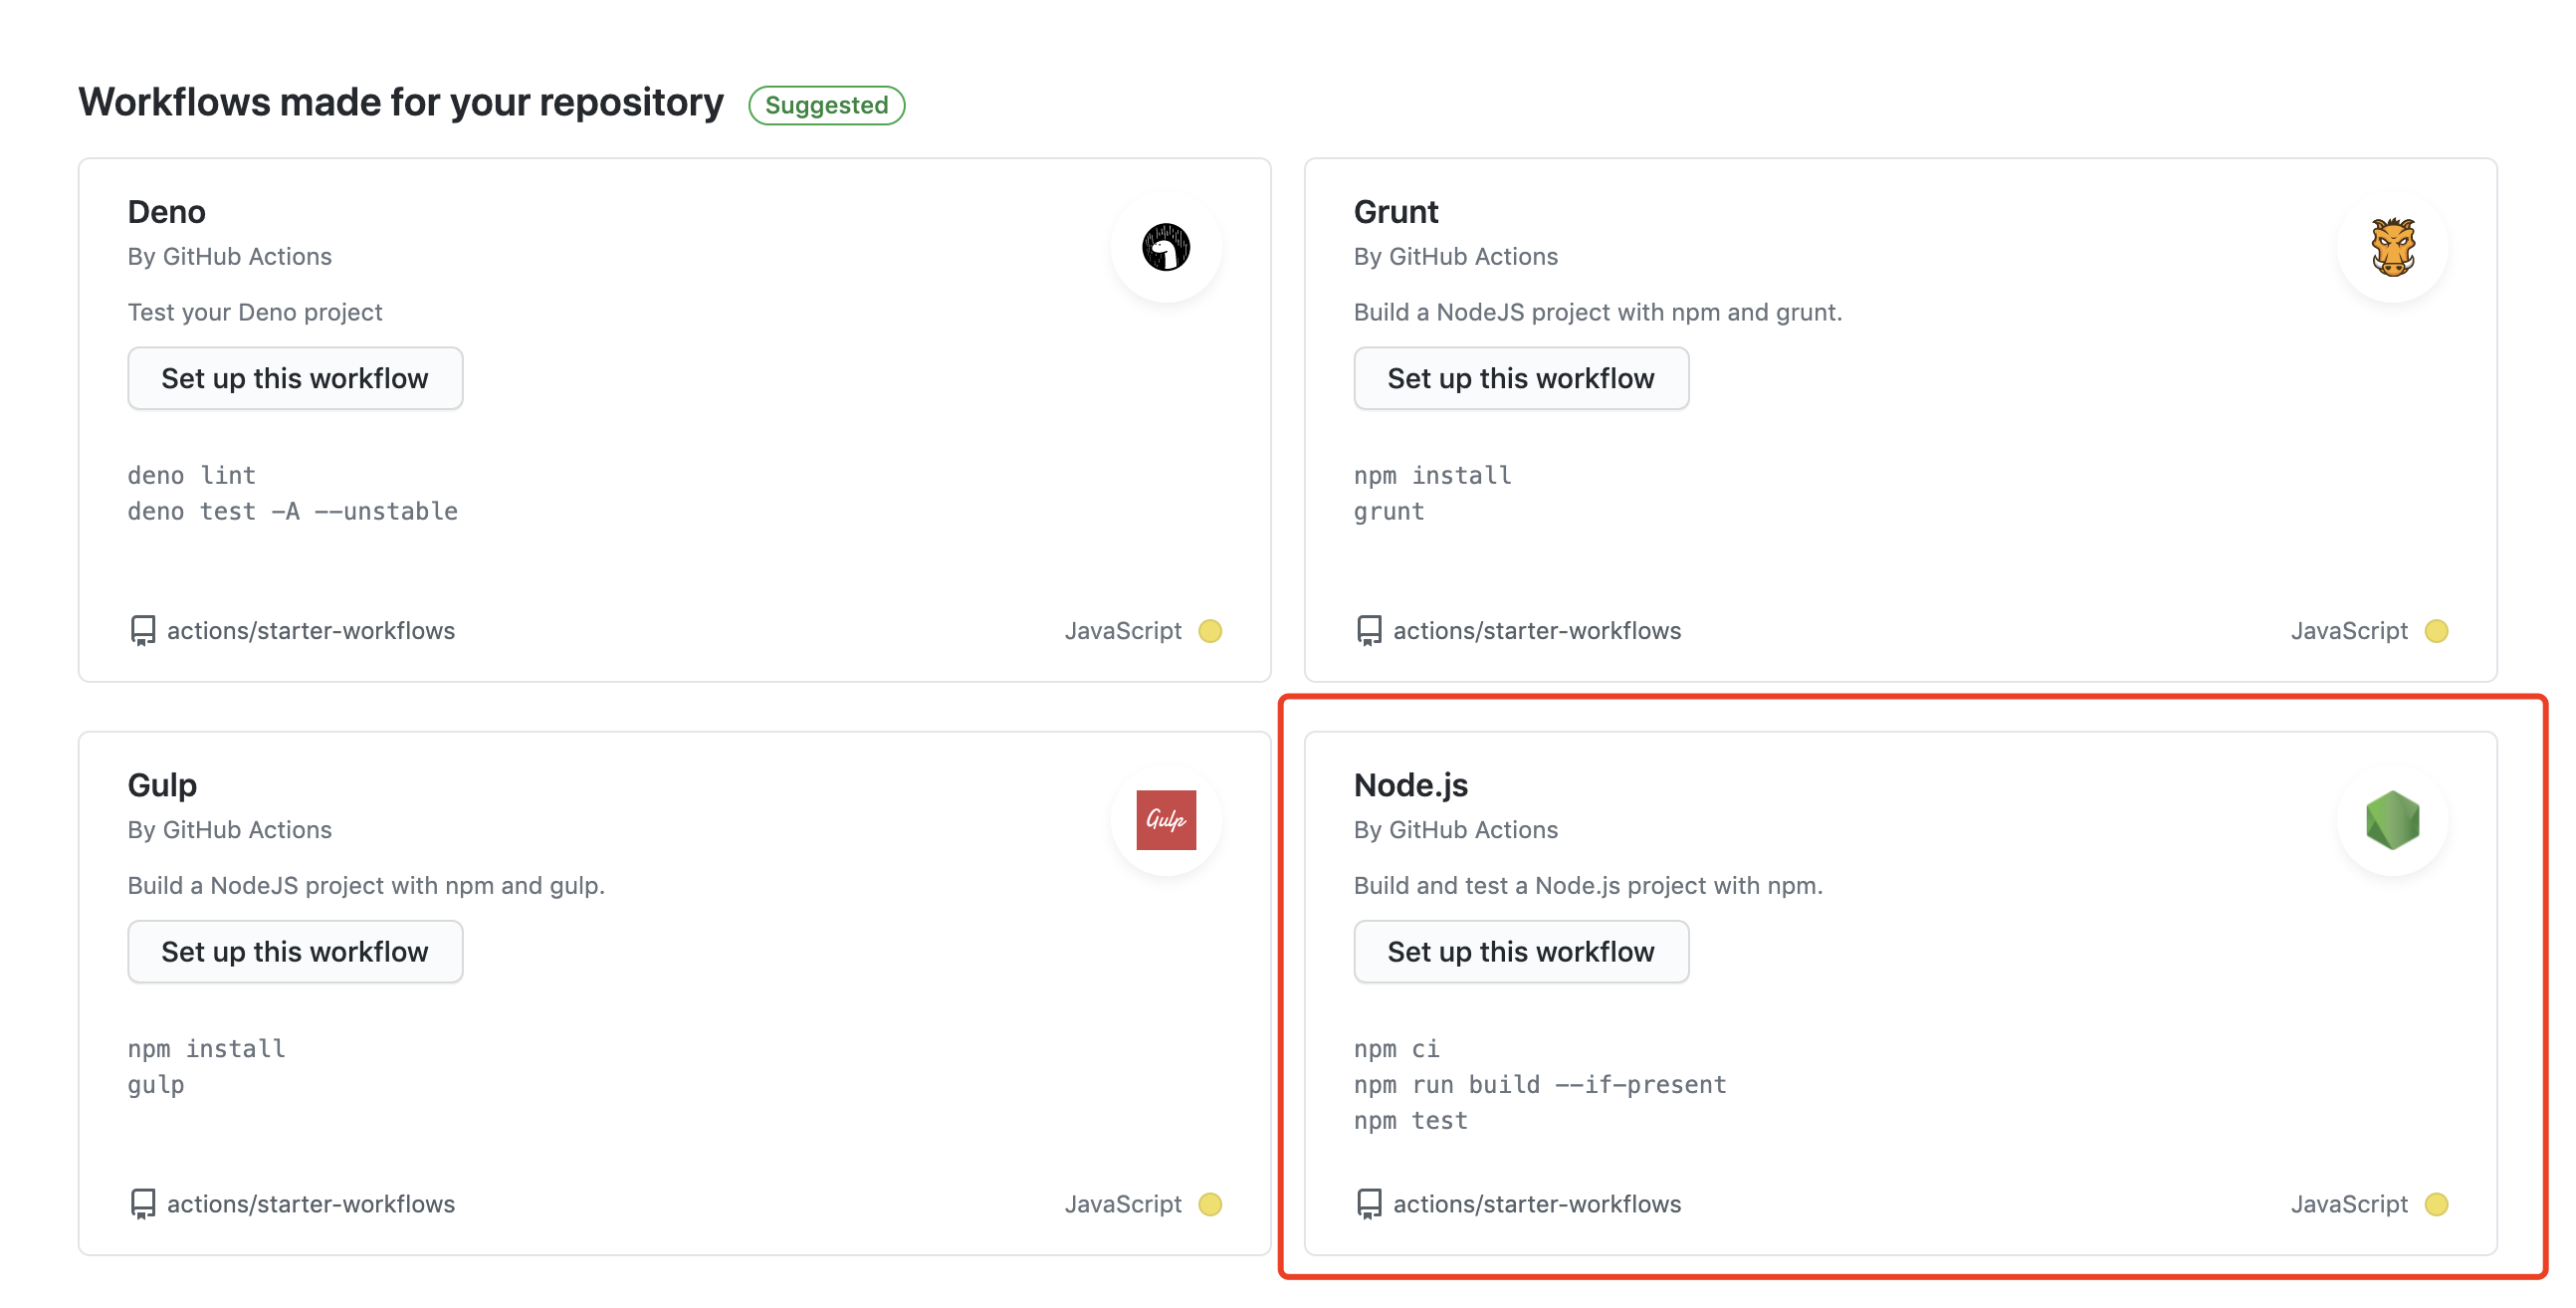 Workflows made for your repository Suggested
Deno
By GitHub Actions
Test your Deno project
Set up this workflow
deno lint
deno test -A --unstable
actions/starter-workflows JavaScript
Grunt
By GitHub Actions
Build a NodeJS project with npm and grunt.
Set up this workflow
npm install
grunt
actions/starter-workflows JavaScript
Gulp
By GitHub Actions
Gulp
Build a NodeJS project with npm and gulp.
Set up this workflow
npm install
gulp
actions/starter-workflows JavaScript
Node.js
By GitHub Actions
Build and test a Node.js project with npm.
Set up this workflow
npm ci
npm run build --if-present
npm test
actions/starter-workflows JavaScript